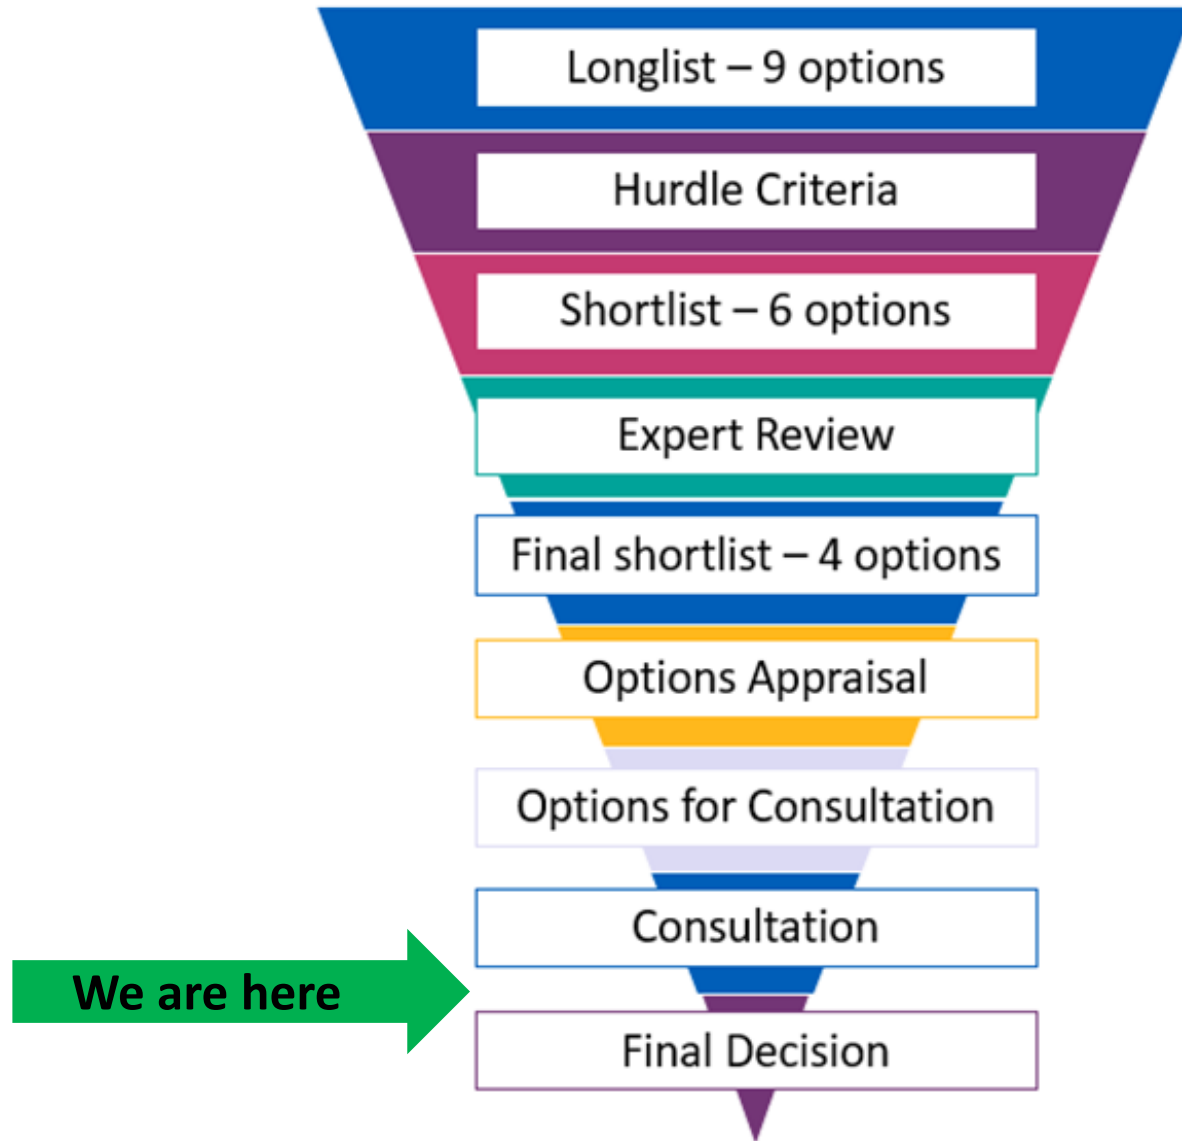 Longlist – 9 options
Hurdle Criteria
Shortlist – 6 options
Expert Review
Final shortlist – 4 options
Options Appraisal
Options for Consultation
Consultation
We are here
Final Decision